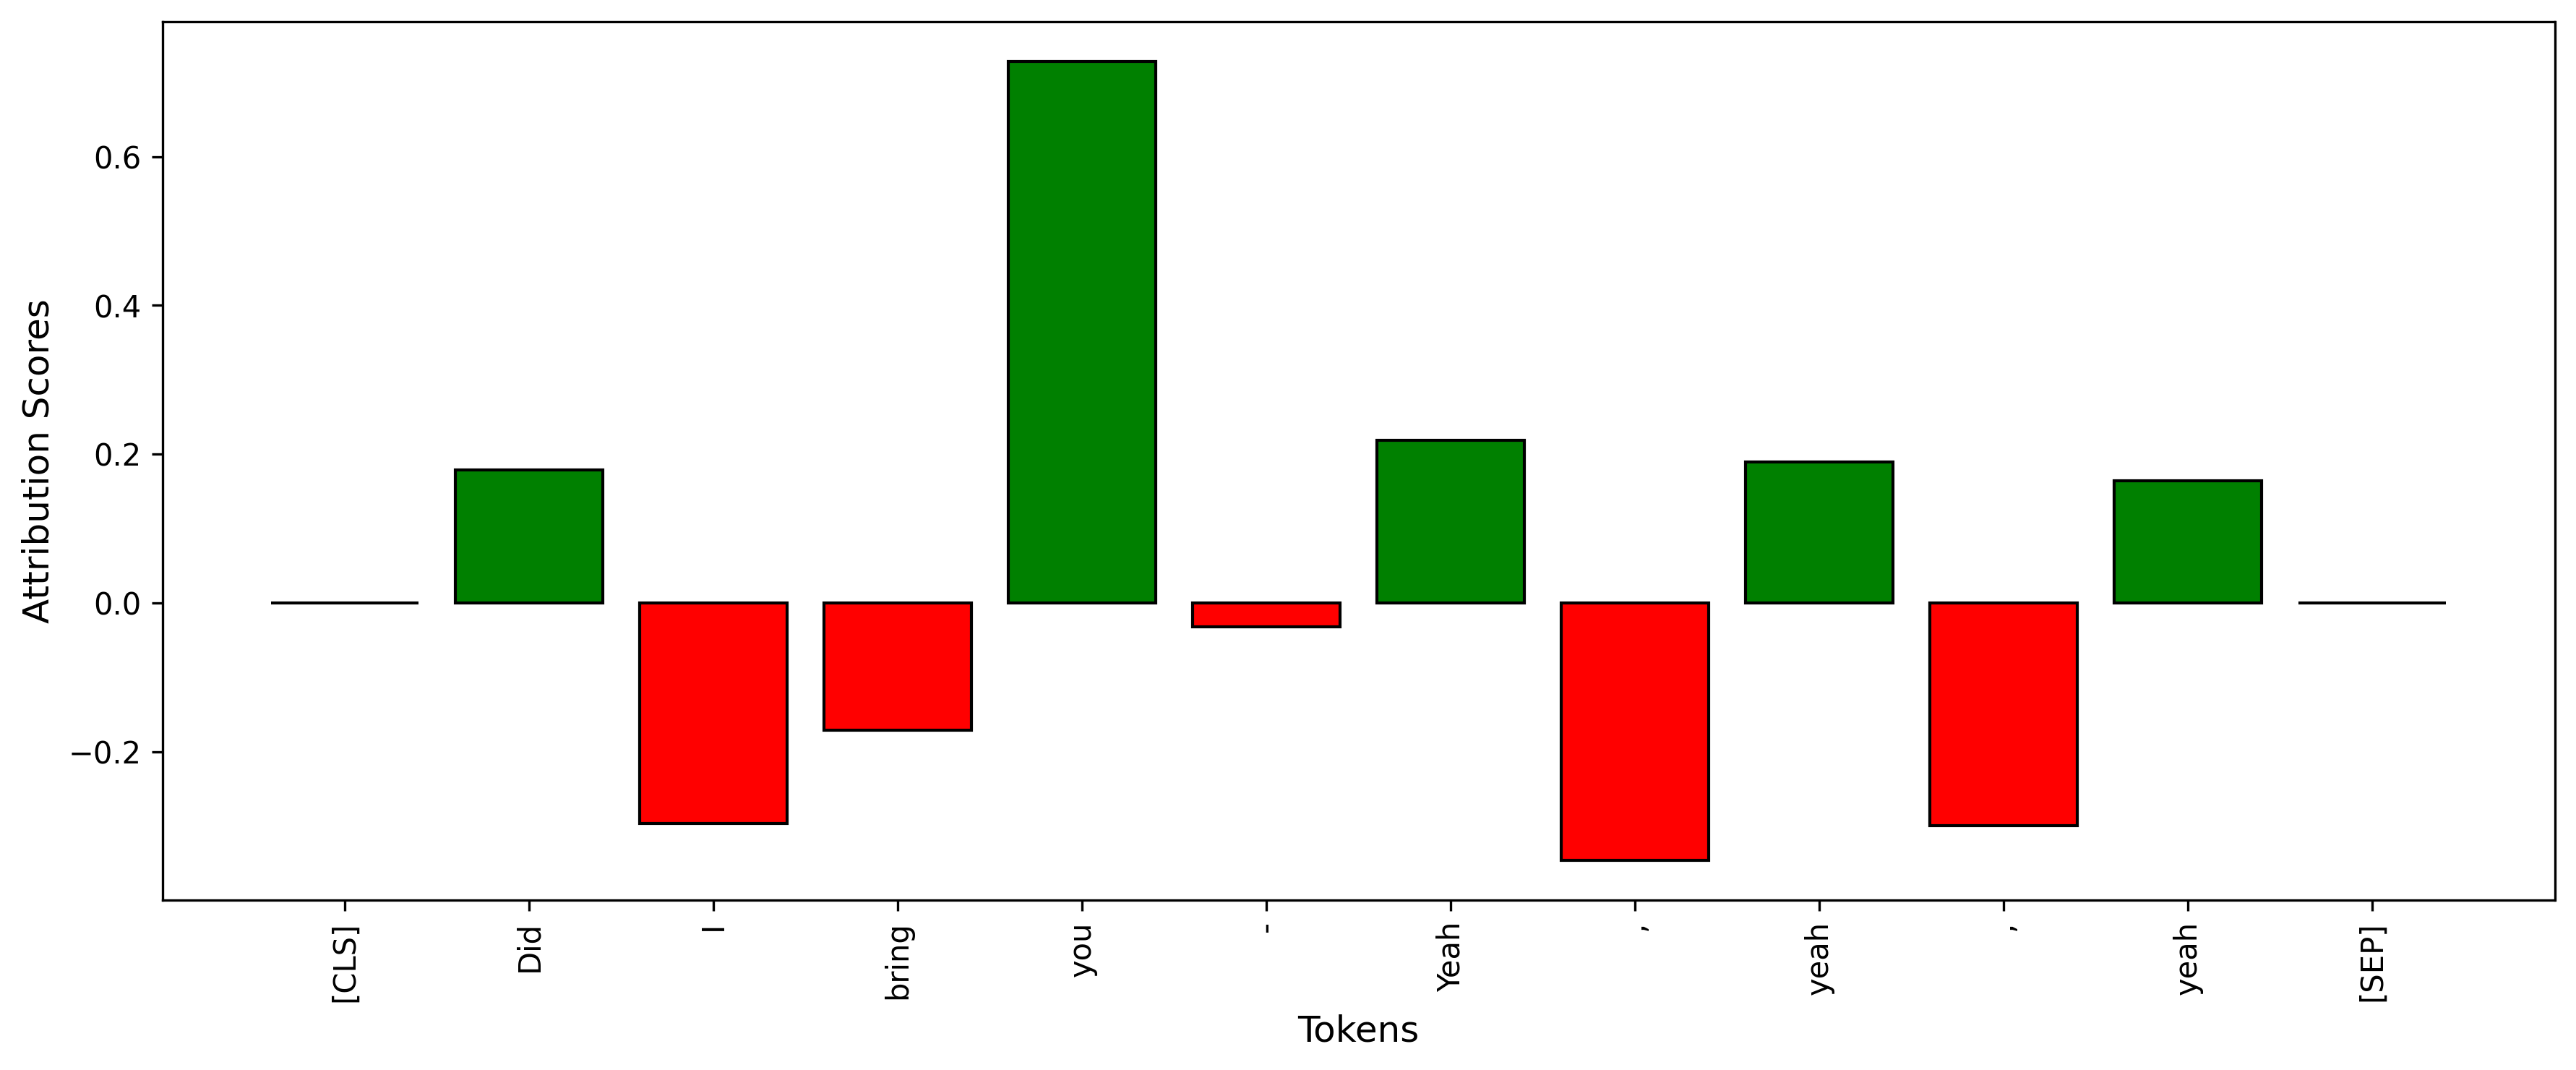 Attribution Scores
0.6
0.4
0.2
0.0
−0.2
[CLS]
Did
I
bring
you
-
Yeah
,
yeah
,
yeah
[SEP]
Tokens